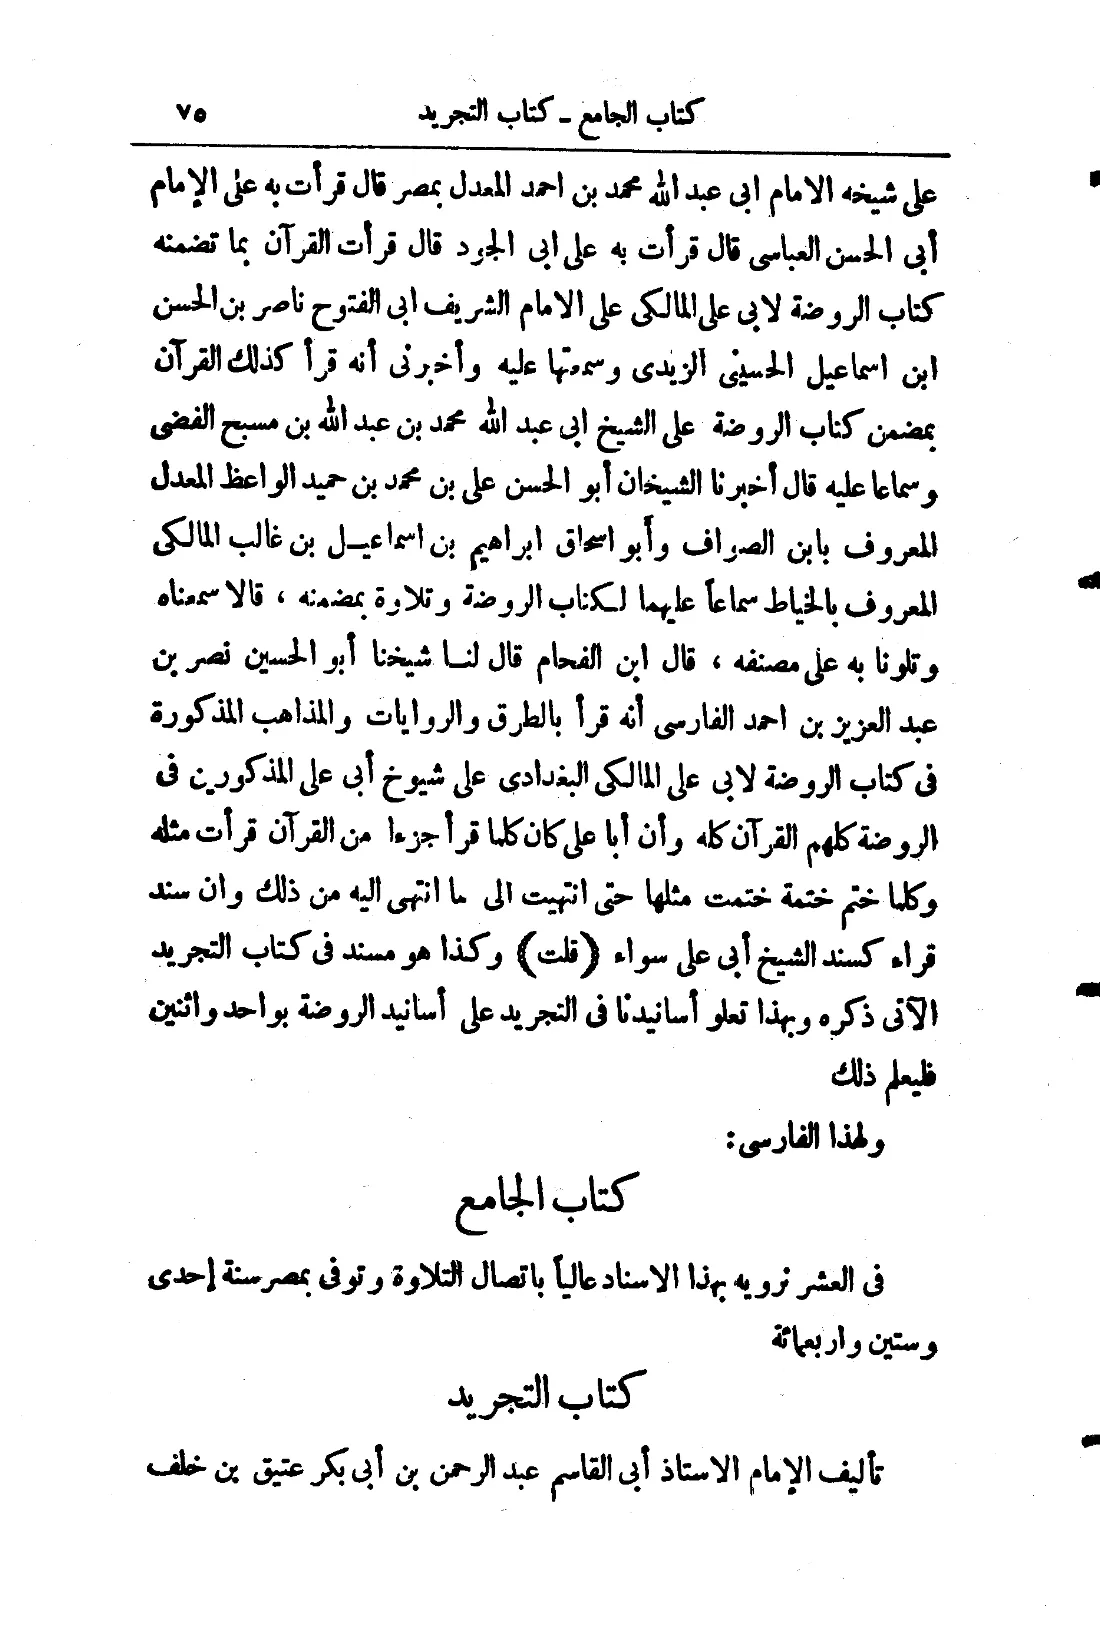 كتاب الجامع - كتاب التجريد ٧٥
على شيخه الامام ابى عبد الله محمد بن احمد المعدل بمصر قال قرأت به على الإمام
أبى الحسن العباسى قال قرأت به على ابى الجود قال قرأت القرآن بما تضمنه
كتاب الروضة لابى على المالكى على الامام الشريف ابى الفتوح ناصر بن الحسن
ابن اسماعيل الحسينى الزيدى وسمعتها عليه وأخبرنى أنه قرأ كذلك القرآن
بمضمن كتاب الروضة على الشيخ ابى عبد الله محمد بن عبد الله بن مسبح الفضى
وسماعا عليه قال أخبرنا الشيخان أبو الحسن على بن محمد بن حميد الواعظ المعدل
المعروف بابن الصواف وأبو اسحاق ابراهيم بن اسماعيل بن غالب المالكى
المعروف بالخياط سماعاً عليهما لكتاب الروضة وتلاوة بمضمنه ، قالا سمعناه
وتلونا به على مصنفه ، قال ابن الفحام قال لنا شيخنا أبو الحسين نصر بن
عبد العزيز بن احمد الفارسى أنه قرأ بالطرق والروايات والمذاهب المذكورة
فى كتاب الروضة لابى على المالكى البغدادى على شيوخ أبى على المذكورين فى
الروضة كلهم القرآن كله وأن أبا على كان كلما قرأ جزءا من القرآن قرأت مثله
وكلما ختم ختمة ختمت مثلها حتى انتهيت الى ما انتهى اليه من ذلك وان سند
قراء كسند الشيخ أبى على سواء (قلت) وكذا هو مسند فى كتاب التجريد
الآتى ذكره وبهذا تعلو أسانيدنا فى التجريد على أسانيد الروضة بواحد واثنين
فليعلم ذلك
ولهذا الفارسى:
كتاب الجامع
فى العشر نرويه بهذا الاسناد عالياً باتصال التلاوة وتوفى بمصر سنة إحدى
وستين واربعمائة
كتاب التجريد
تأليف الإمام الاستاذ أبى القاسم عبد الرحمن بن أبى بكر عتيق بن خلف